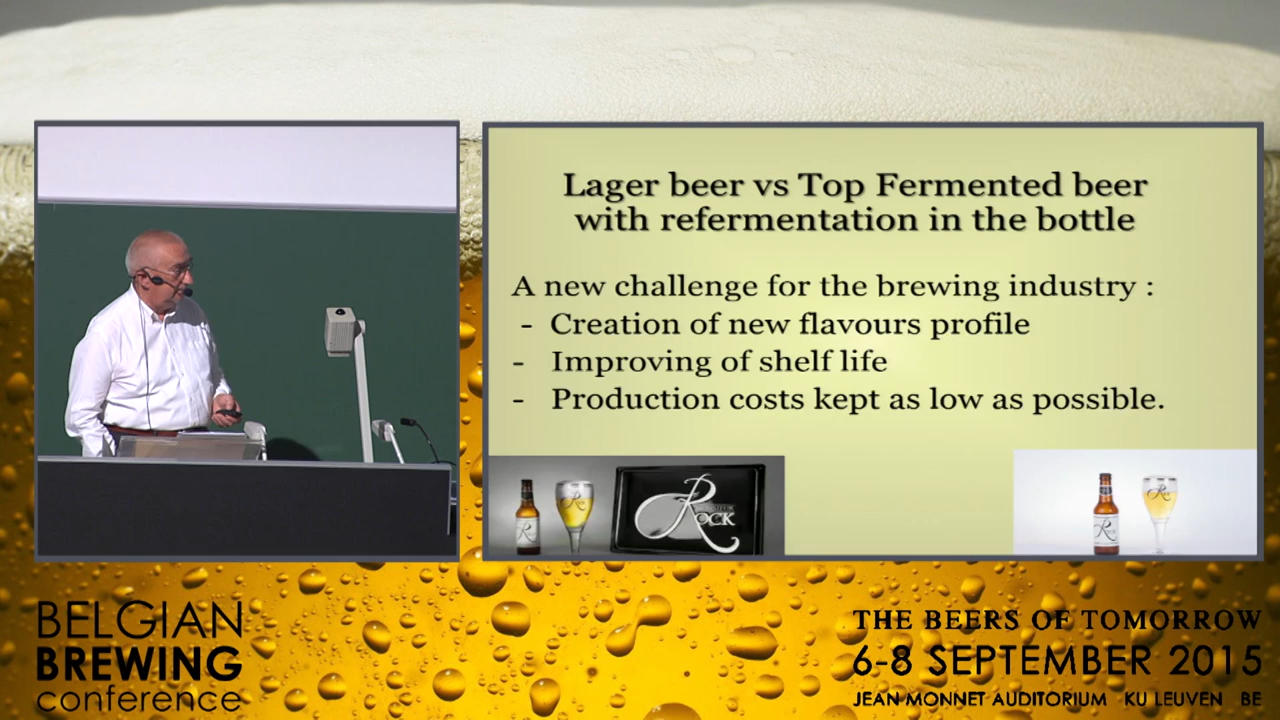 Lager beer vs Top Fermented beer
with refermentation in the bottle
A new challenge for the brewing industry :
- Creation of new flavours profile
- Improving of shelf life
- Production costs kept as low as possible.
Rock
BELGIAN
BREWING
conference
THE BEERS OF TOMORROW
6-8 SEPTEMBER 2015
JEAN MONNET AUDITORIUM KU LEUVEN BE